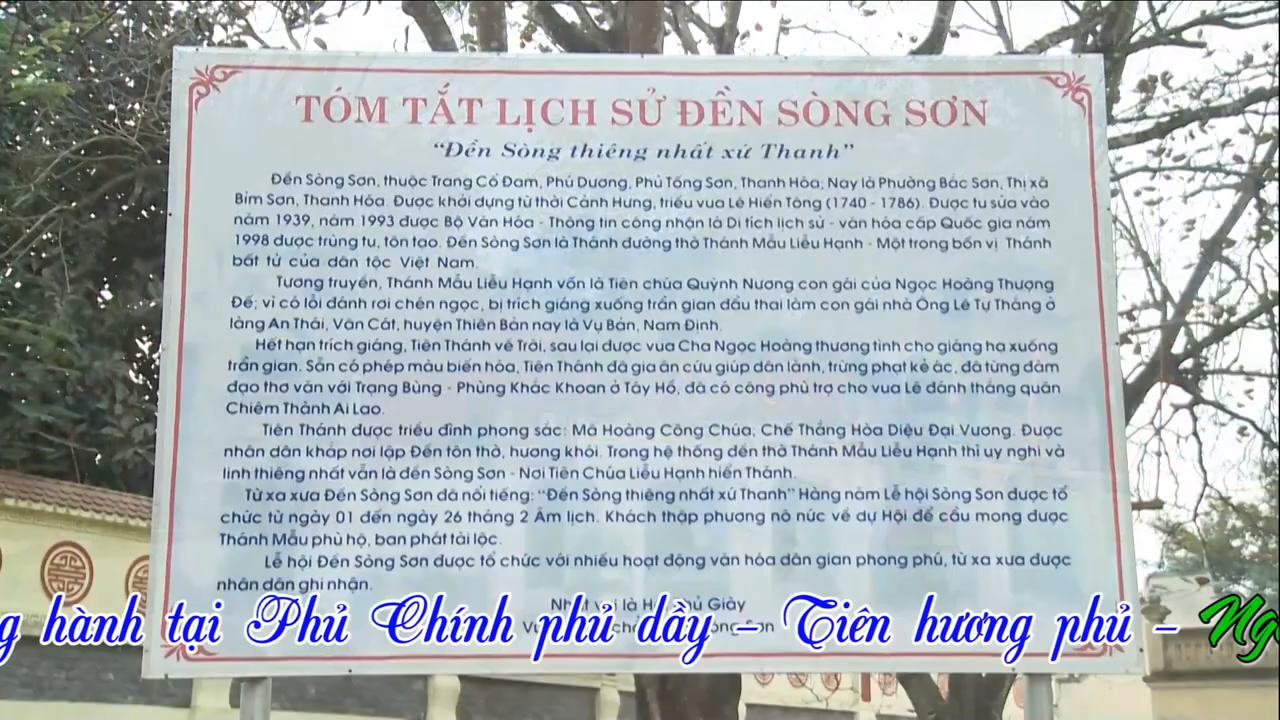 TÓM TẮT LỊCH SỬ ĐỀN SÒNG SƠN
"Đền Sòng thiêng nhất xứ Thanh"
Đền Sòng Sơn, thuộc Trang Cổ Đam, Phú Dương, Phủ Tống Sơn, Thanh Hóa; Nay là Phường Bắc Sơn, Thị xã
Bỉm Sơn, Thanh Hóa. Được khởi dựng từ thời Cảnh Hưng, triều vua Lê Hiển Tông (1740 - 1786). Được tu sửa vào
năm 1939, năm 1993 được Bộ Văn Hóa - Thông tin công nhận là Di tích lịch sử - văn hóa cấp Quốc gia năm
1998 được trùng tu, tôn tạo. Đền Sòng Sơn là Thánh đường thờ Thánh Mẫu Liễu Hạnh - Một trong bốn vị Thánh
bất tử của dân tộc Việt Nam.
Tương truyền, Thánh Mẫu Liễu Hạnh vốn là Tiên chúa Quỳnh Nương con gái của Ngọc Hoàng Thượng
Đế; vì có lỗi đánh rơi chén ngọc, bị trích giáng xuống trần gian đầu thai làm con gái nhà Ông Lê Tự Thắng ở
làng An Thái, Vân Cát, huyện Thiên Bản nay là Vụ Bản, Nam Định.
Hết hạn trích giáng, Tiên Thánh về Trời, sau lại được vua Cha Ngọc Hoàng thương tình cho giáng hạ xuống
trần gian. Sẵn có phép màu biến hóa, Tiên Thánh đã gia ân cứu giúp dân lành, trừng phạt kẻ ác, đã từng đàm
đạo thơ văn với Trạng Bùng - Phùng Khắc Khoan ở Tây Hồ, đã có công phù trợ cho vua Lê đánh thắng quân
Chiêm Thành Ai Lao.
Tiên Thánh được triều đình phong sắc: Mã Hoàng Công Chúa, Chế Thắng Hòa Diệu Đại Vương. Được
nhân dân khắp nơi lập Đền tôn thờ, hương khói. Trong hệ thống đền thờ Thánh Mẫu Liễu Hạnh thì uy nghi và
linh thiêng nhất vẫn là đền Sòng Sơn - Nơi Tiên Chúa Liễu Hạnh hiển Thánh.
Từ xa xưa Đền Sòng Sơn đã nổi tiếng: "Đền Sòng thiêng nhất xứ Thanh" Hàng năm Lễ hội Sòng Sơn được tổ
chức từ ngày 01 đến ngày 26 tháng 2 Âm lịch. Khách thập phương nô nức về dự Hội để cầu mong được
Thánh Mẫu phù hộ, ban phát tài lộc.
Lễ hội Đền Sòng Sơn được tổ chức với nhiều hoạt động văn hóa dân gian phong phú, từ xa xưa được
nhân dân ghi nhận.
là Phủ Giày
hành tại Phủ Chính phủ dầy – Tiên hương phủ –